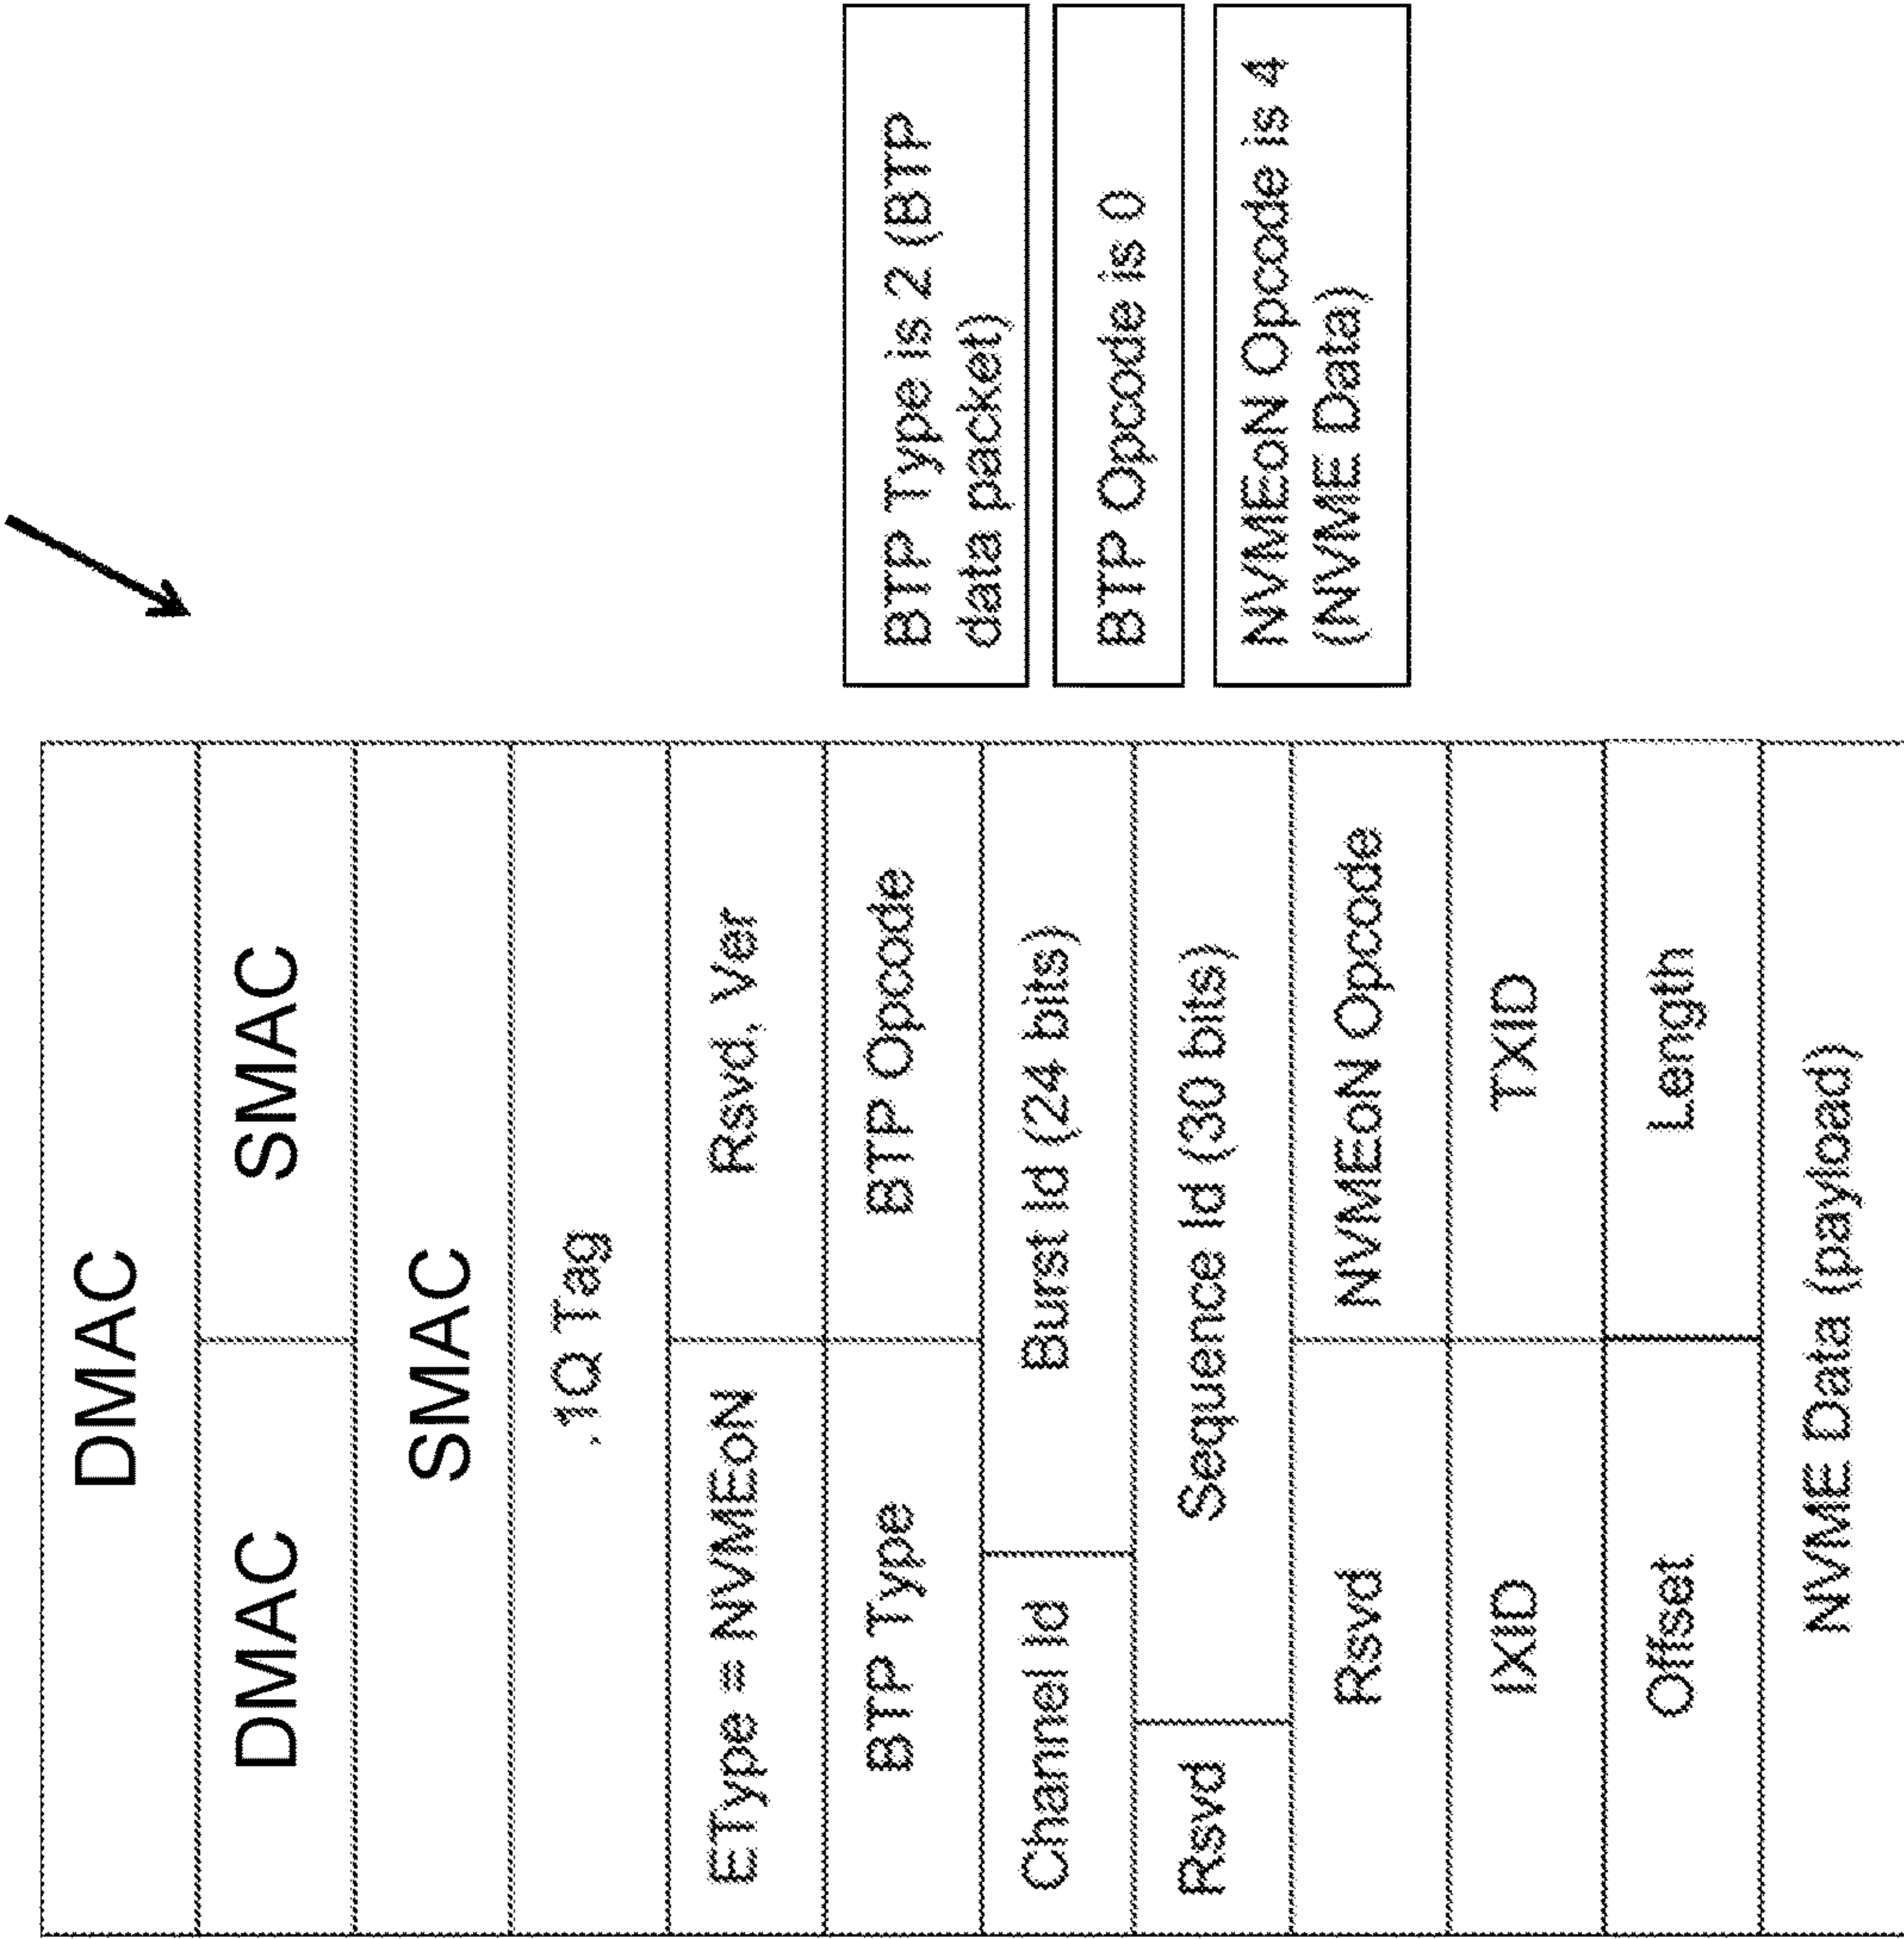 DMAC
DMAC
SMAC
SMAC
.1Q Tag
EType = NVMEoN
Rsvd, Ver
BTP Type
BTP Opcode
Channel Id
Burst Id (24 bits)
Rsvd
Sequence Id (30 bits)
Rsvd
NVMEoN Opcode
IXID
TXID
Offset
Length
NVME Data (payload)
BTP Type is 2 (BTP
data packet)
BTP Opcode is 0
NVMEoN Opcode is 4
(NVME Data)